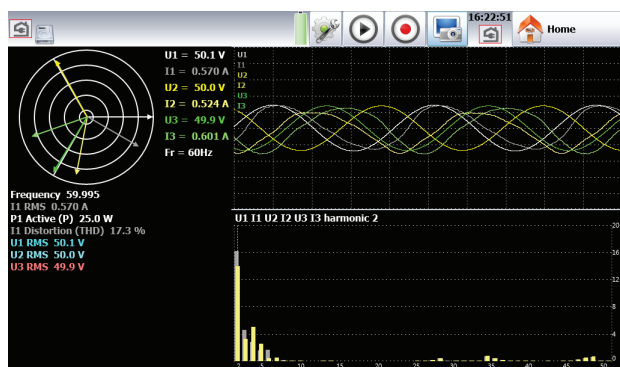 16:22:51
Home
U1 = 50.1 V
I1 = 0.570 A
U2 = 50.0 V
I2 = 0.524 A
U3 = 49.9 V
I3 = 0.601 A
Fr = 60Hz
U1
I1
U2
I2
U3
I3
Frequency 59.995
I1 RMS 0.570 A
P1 Active (P) 25.0 W
I1 Distortion (THD) 17.3 %
U1 RMS 50.1 V
U2 RMS 50.0 V
U3 RMS 49.9 V
U1 I1 U2 I2 U3 I3 harmonic 2
20
16
12
8
4
0
2 5 10 15 20 25 30 35 40 45 50